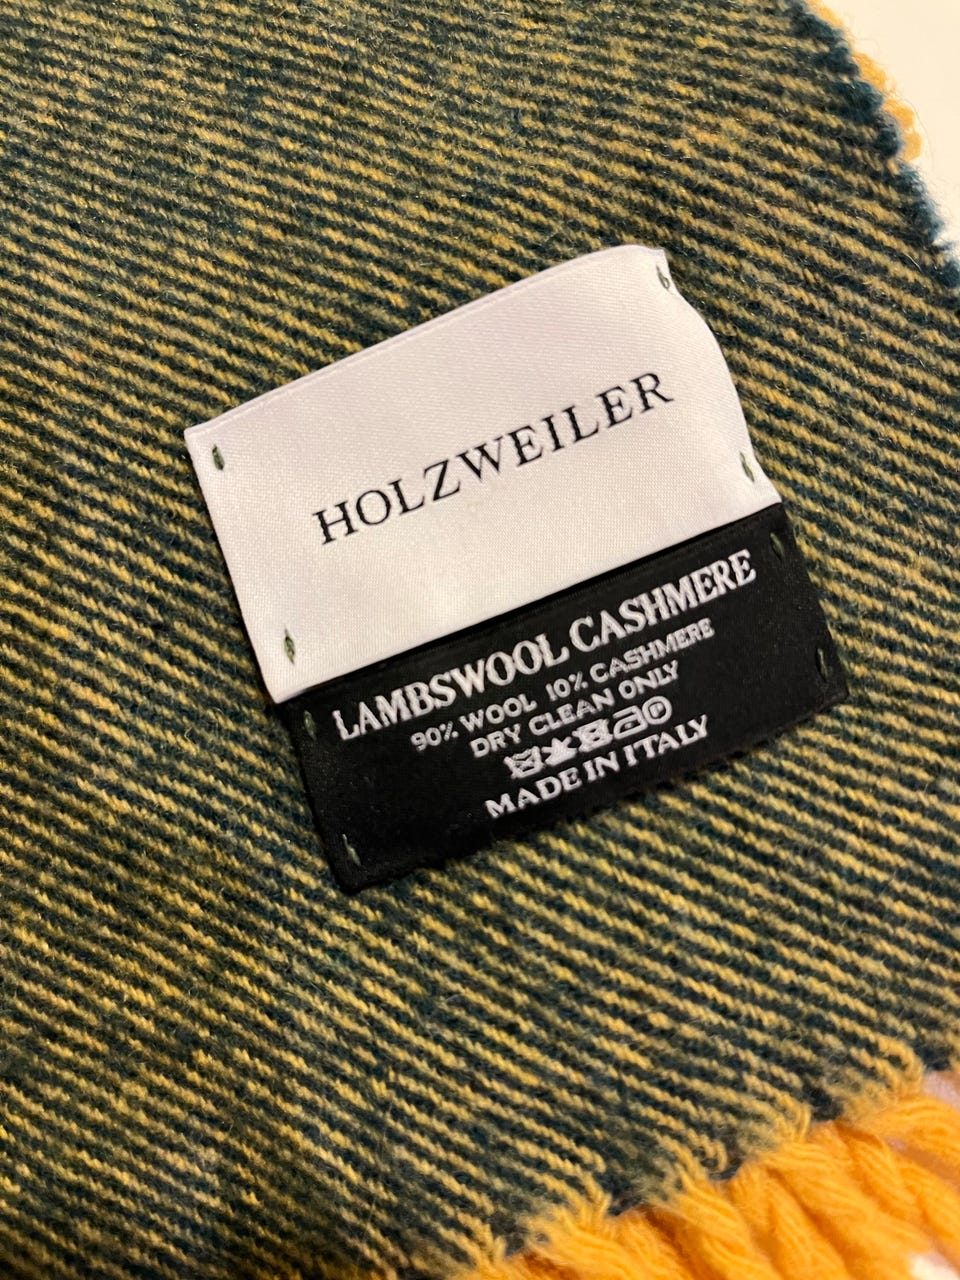 HOLZWEILER
LAMBSWOOL CASHMERE
90% WOOL 10% CASHMERE
DRY CLEAN ONLY
P
MADE IN ITALY